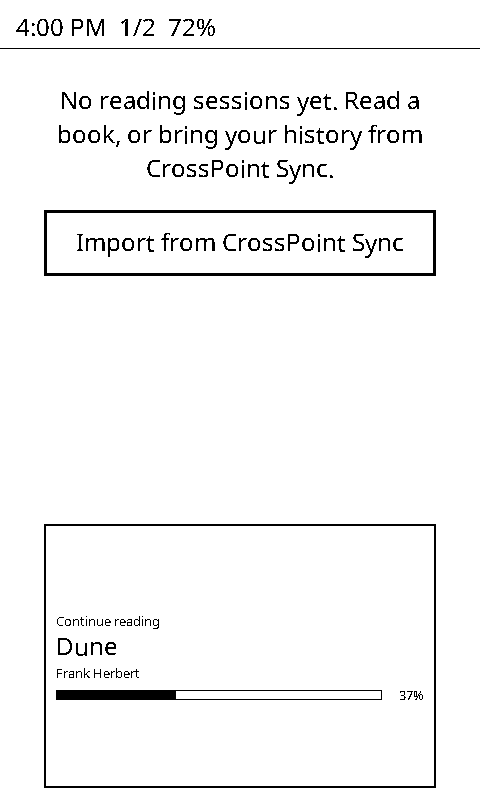 4:00 PM 1/2 72%
No reading sessions yet. Read a
book, or bring your history from
CrossPoint Sync.
Import from CrossPoint Sync
Continue reading
Dune
Frank Herbert
37%